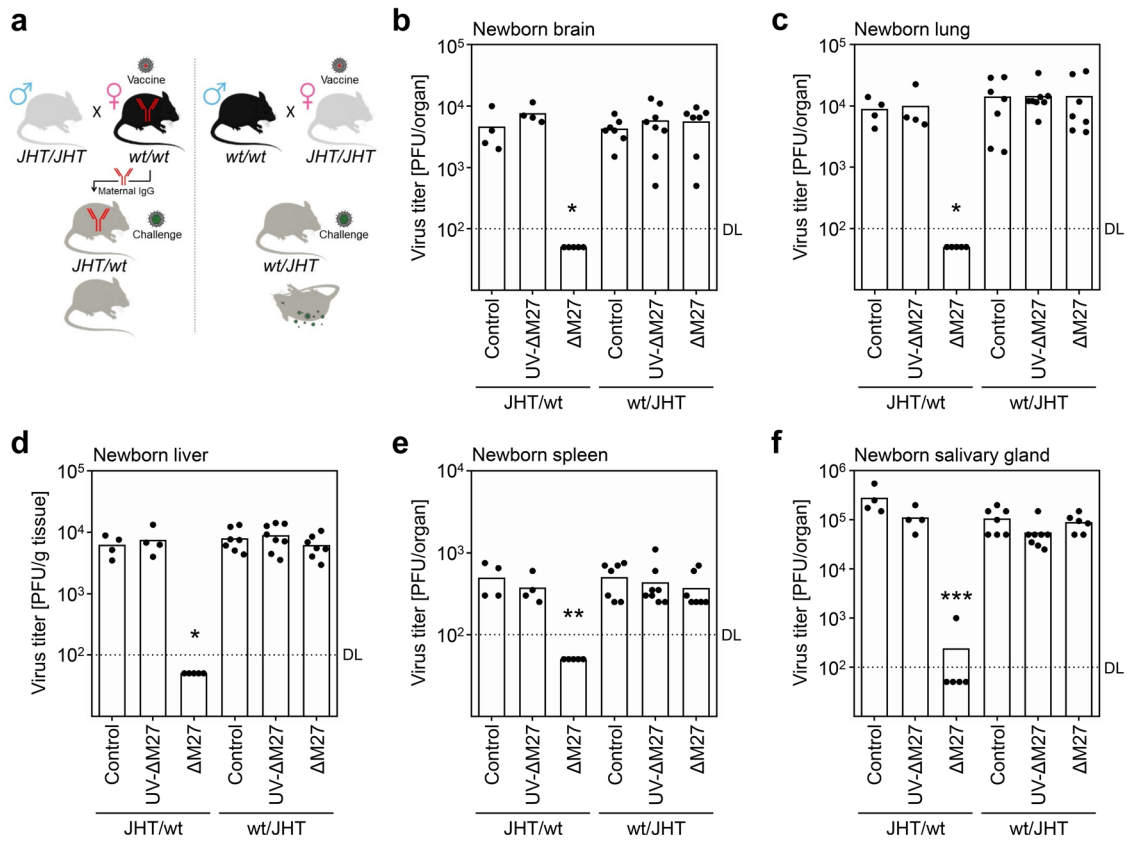 a
Vaccine
Vaccine
♂ X ♀
♂ X ♀
JHT/JHT wt/wt
wt/wt JHT/JHT
Maternal IgG
Challenge
Challenge
JHT/wt
wt/JHT
b
Newborn brain
Virus titer [PFU/organ]
10⁵
10⁴
10³
10²
*
DL
Control
UV-ΔM27
ΔM27
Control
UV-ΔM27
ΔM27
JHT/wt
wt/JHT
c
Newborn lung
Virus titer [PFU/organ]
10⁵
10⁴
10³
10²
*
DL
Control
UV-ΔM27
ΔM27
Control
UV-ΔM27
ΔM27
JHT/wt
wt/JHT
d
Newborn liver
Virus titer [PFU/g tissue]
10⁵
10⁴
10³
10²
*
DL
Control
UV-ΔM27
ΔM27
Control
UV-ΔM27
ΔM27
JHT/wt
wt/JHT
e
Newborn spleen
Virus titer [PFU/organ]
10⁴
10³
10²
**
DL
Control
UV-ΔM27
ΔM27
Control
UV-ΔM27
ΔM27
JHT/wt
wt/JHT
f
Newborn salivary gland
Virus titer [PFU/organ]
10⁶
10⁵
10⁴
10³
10²
***
DL
Control
UV-ΔM27
ΔM27
Control
UV-ΔM27
ΔM27
JHT/wt
wt/JHT